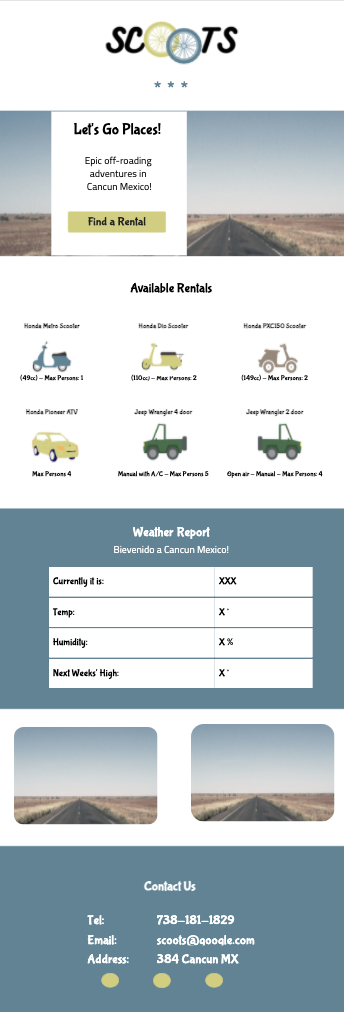 SCOOTS
* * *
Let's Go Places!
Epic off-roading
adventures in
Cancun Mexico!
Find a Rental
Available Rentals
Honda Metro Scooter
Honda Dio Scooter
Honda PXC150 Scooter
(49cc) – Max Persons: 1
(110cc) – Max Persons: 2
(149cc) – Max Persons: 2
Honda Pioneer ATV
Jeep Wrangler 4 door
Jeep Wrangler 2 door
Max Persons 4
Manual with A/C – Max Persons 5
Open air – Manual – Max Persons: 4
Weather Report
Bievenido a Cancun Mexico!
Currently it is: XXX
Temp: X °
Humidity: X %
Next Weeks' High: X °
Contact Us
Tel: 738-181-1829
Email: scoots@google.com
Address: 384 Cancun MX